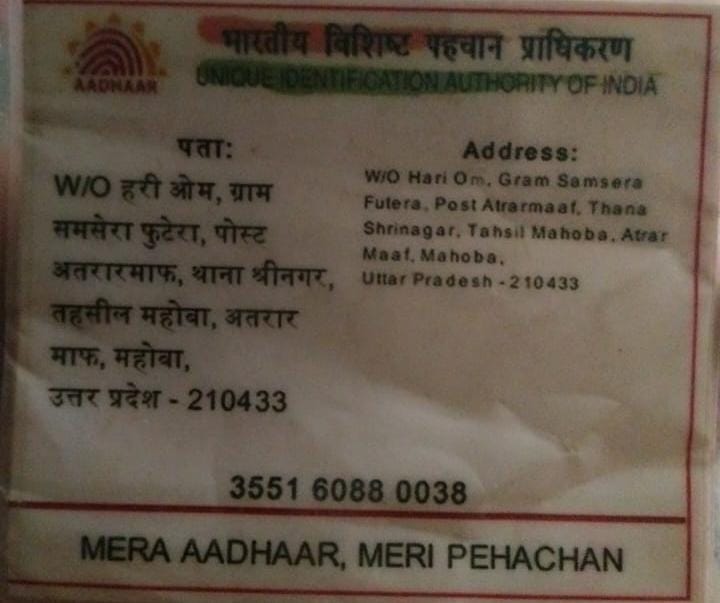 भारतीय विशिष्ट पहचान प्राधिकरण
AADHAAR
UNIQUE IDENTIFICATION AUTHORITY OF INDIA
पता:
W/O हरी ओम, ग्राम
समसेरा फुटेरा, पोस्ट
अतरारमाफ, थाना श्रीनगर,
तहसील महोबा, अतरार
माफ, महोबा,
उत्तर प्रदेश - 210433
Address:
W/O Hari Om, Gram Samsera
Futera, Post Atrarmaaf, Thana
Shrinagar, Tahsil Mahoba, Atrar
Maaf, Mahoba,
Uttar Pradesh - 210433
3551 6088 0038
MERA AADHAAR, MERI PEHACHAN